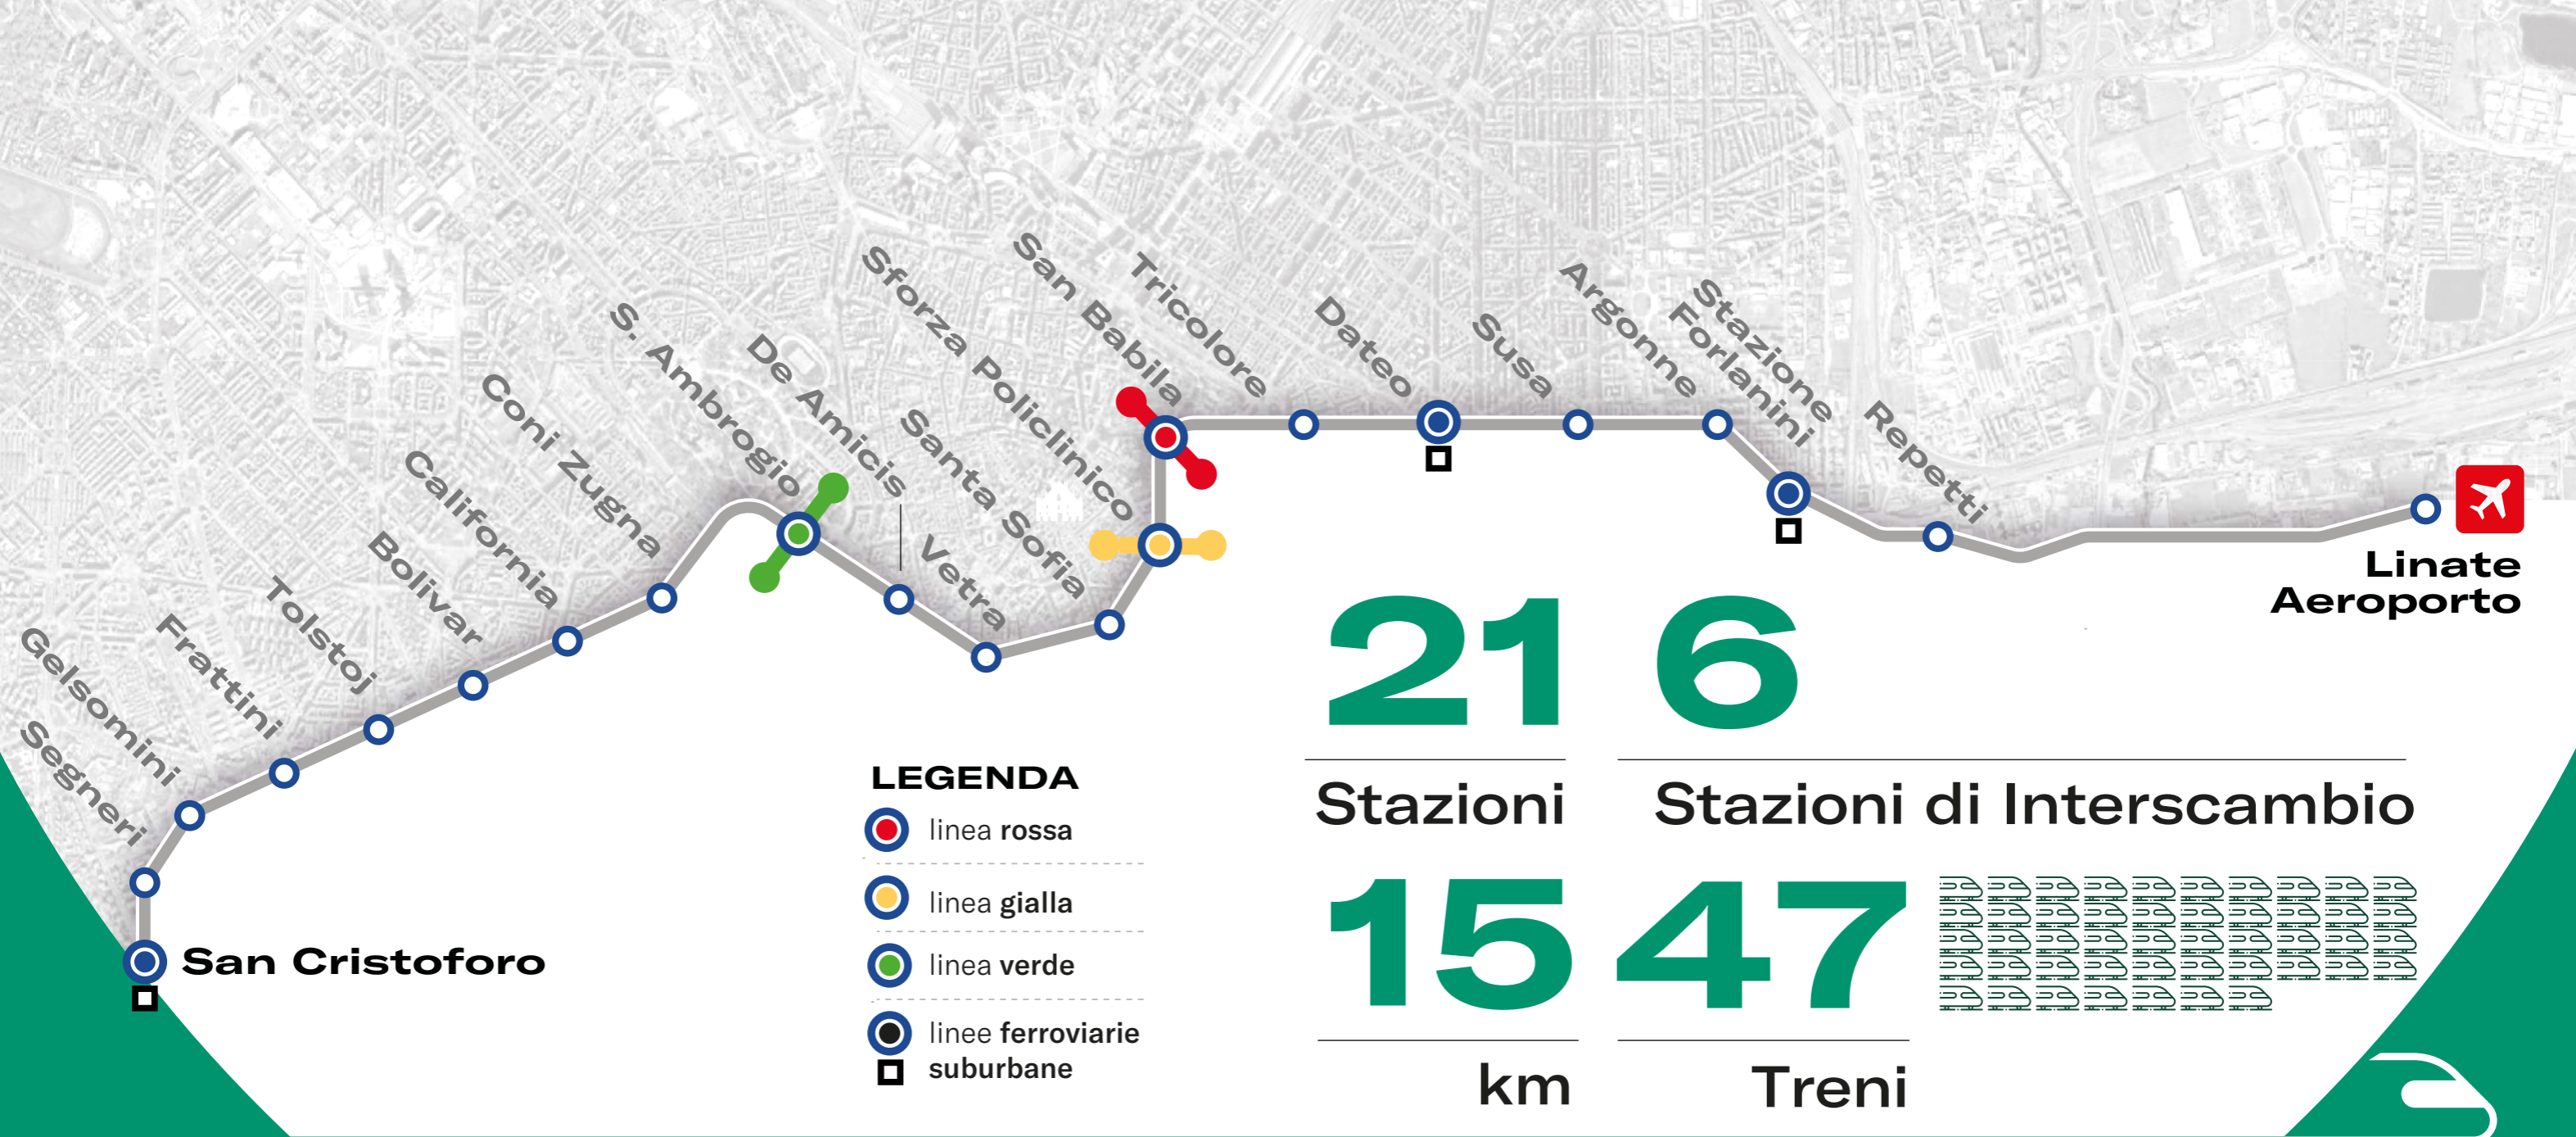 San Cristoforo
Segneri
Gelsomini
Frattini
Tolstoj
Bolivar
California
Coni Zugna
S. Ambrogio
De Amicis
Vetra
Santa Sofia
Sforza Policlinico
San Babila
Tricolore
Dateo
Susa
Argonne
Stazione
Forlanini
Repetti
Linate
Aeroporto
LEGENDA
linea rossa
linea gialla
linea verde
linee ferroviarie
suburbane
21
Stazioni
6
Stazioni di Interscambio
15
km
47
Treni